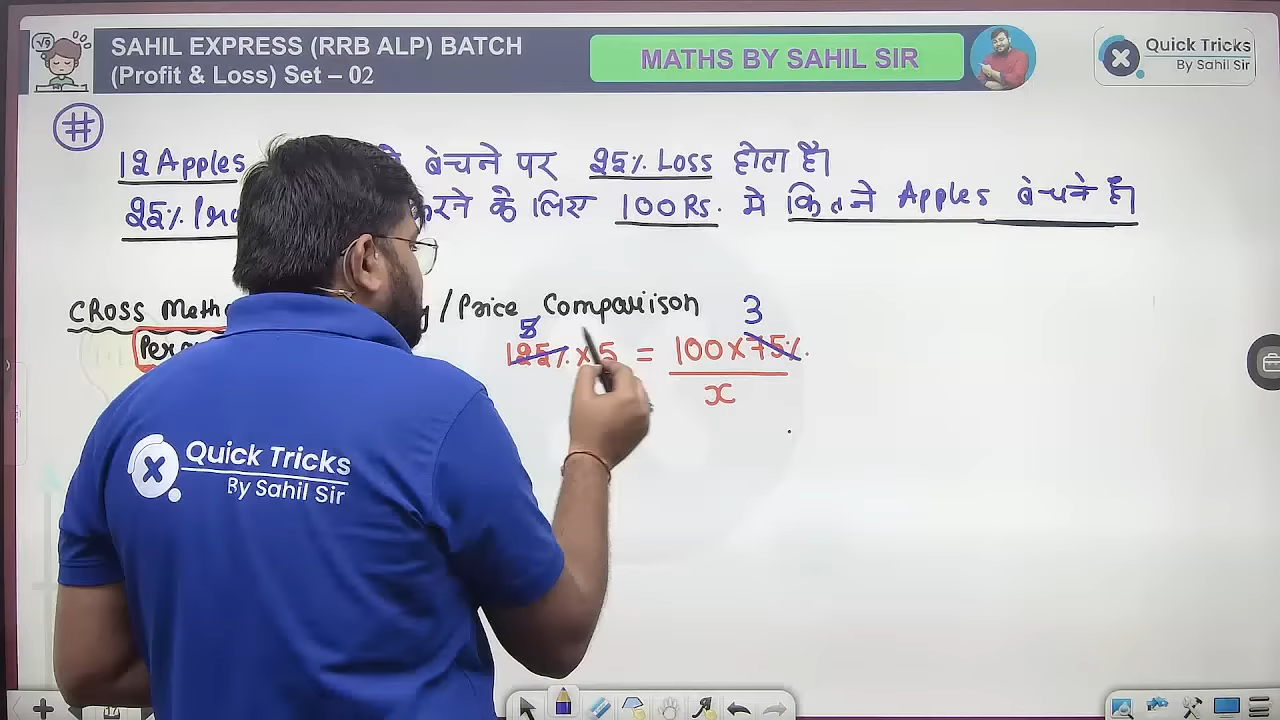 SAHIL EXPRESS (RRB ALP) BATCH
(Profit & Loss) Set – 02
MATHS BY SAHIL SIR
Quick Tricks
By Sahil Sir
#
12 Apples बेचने पर 25% Loss होता है।
25% करने के लिए 100 Rs. में कितने Apples बेचने है।
CROSS / Price Comparison
5 3
125% × 5 = 100 × 75%
x
Quick Tricks
By Sahil Sir